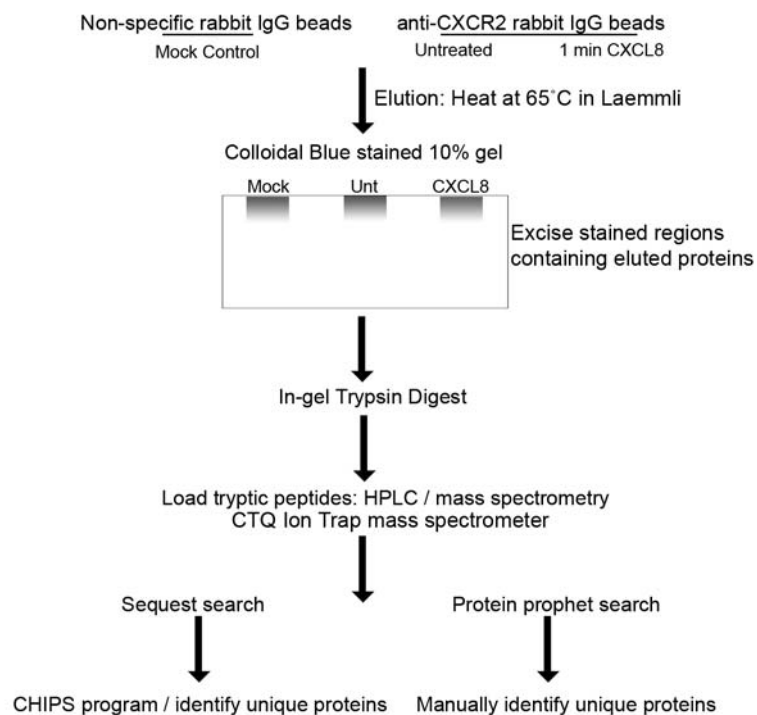 Non-specific rabbit IgG beads
anti-CXCR2 rabbit IgG beads
Mock Control
Untreated
1 min CXCL8
Elution: Heat at 65˚C in Laemmli
Colloidal Blue stained 10% gel
Mock
Unt
CXCL8
Excise stained regions
containing eluted proteins
In-gel Trypsin Digest
Load tryptic peptides: HPLC / mass spectrometry
CTQ Ion Trap mass spectrometer
Sequest search
Protein prophet search
CHIPS program / identify unique proteins
Manually identify unique proteins